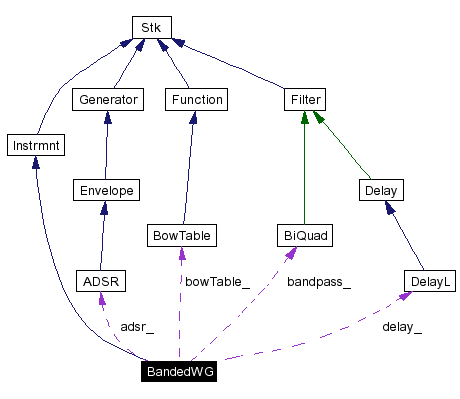 Stk
Generator
Function
Filter
Instrmnt
Envelope
Delay
BowTable
BiQuad
ADSR
bowTable_
bandpass_
DelayL
adsr_
delay_
BandedWG